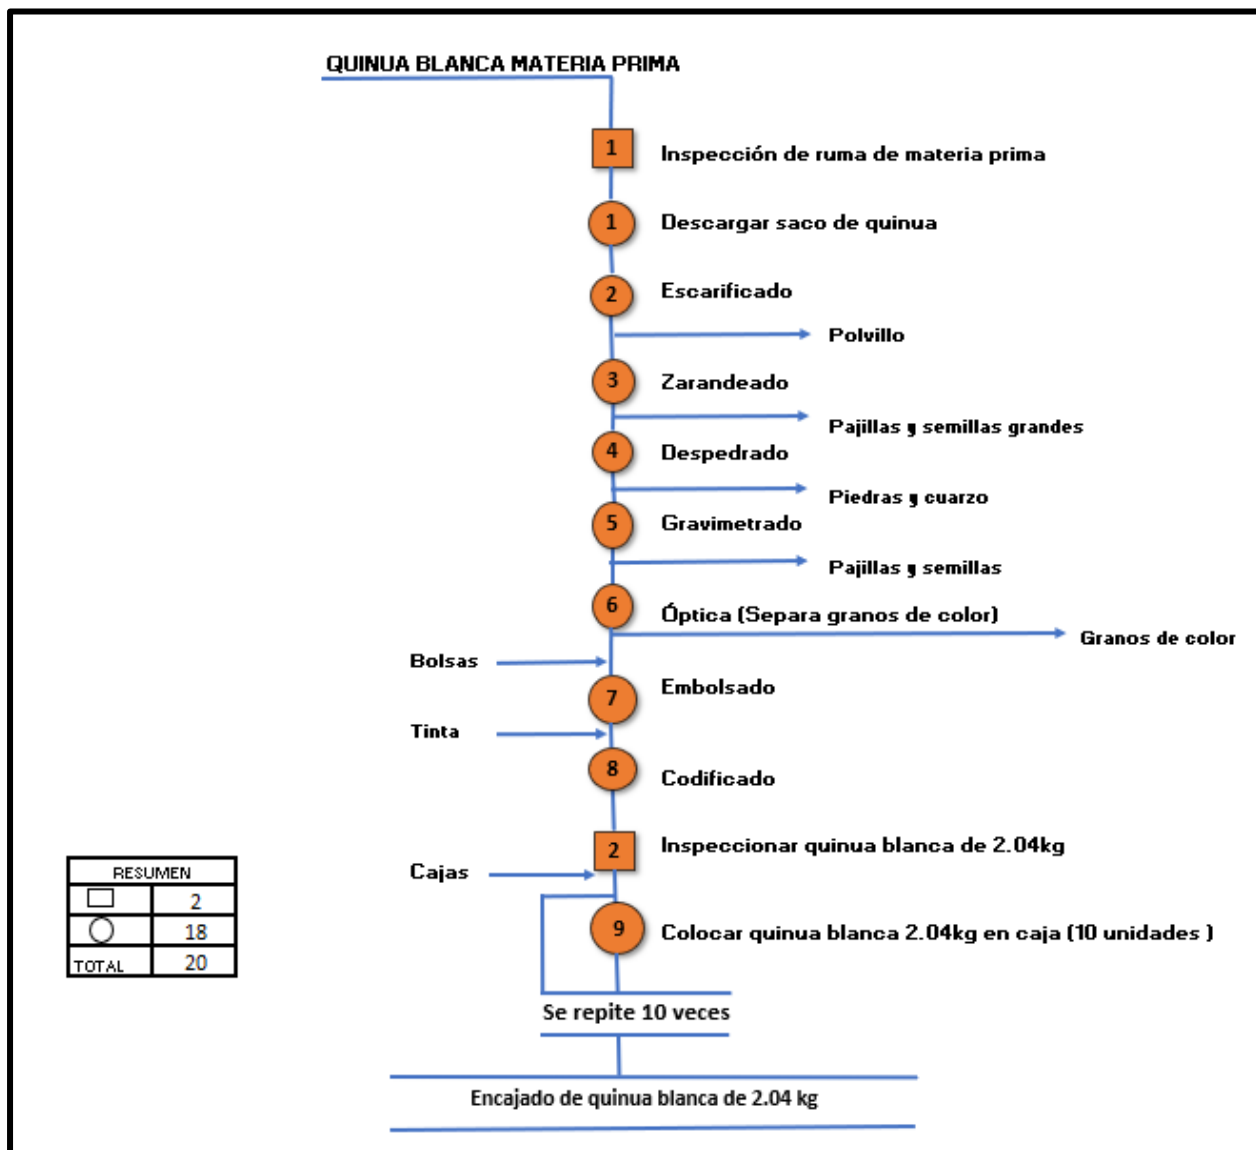 QUINUA BLANCA MATERIA PRIMA
1
Inspección de ruma de materia prima
1
Descargar saco de quinua
2
Escarificado
Polvillo
3
Zarandeado
Pajillas y semillas grandes
4
Despedrado
Piedras y cuarzo
5
Gravimetrado
Pajillas y semillas
6
Óptica (Separa granos de color)
Granos de color
Bolsas
7
Embolsado
Tinta
8
Codificado
2
Inspeccionar quinua blanca de 2.04kg
Cajas
9
Colocar quinua blanca 2.04kg en caja (10 unidades )
Se repite 10 veces
Encajado de quinua blanca de 2.04 kg
RESUMEN
2
18
TOTAL 20